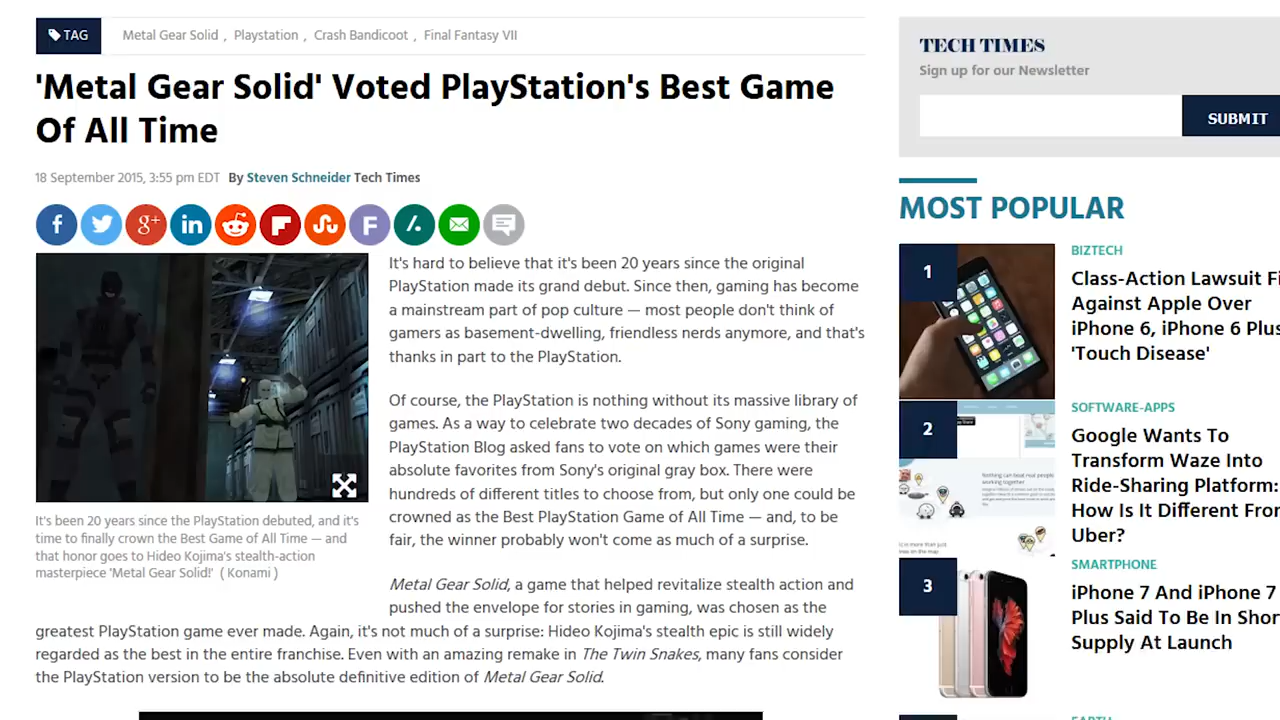 TAG Metal Gear Solid , Playstation , Crash Bandicoot , Final Fantasy VII
'Metal Gear Solid' Voted PlayStation's Best Game
Of All Time
18 September 2015, 3:55 pm EDT By Steven Schneider Tech Times
It's hard to believe that it's been 20 years since the original
PlayStation made its grand debut. Since then, gaming has become
a mainstream part of pop culture — most people don't think of
gamers as basement-dwelling, friendless nerds anymore, and that's
thanks in part to the PlayStation.
Of course, the PlayStation is nothing without its massive library of
games. As a way to celebrate two decades of Sony gaming, the
PlayStation Blog asked fans to vote on which games were their
absolute favorites from Sony's original gray box. There were
hundreds of different titles to choose from, but only one could be
crowned as the Best PlayStation Game of All Time — and, to be
fair, the winner probably won't come as much of a surprise.
It's been 20 years since the PlayStation debuted, and it's
time to finally crown the Best Game of All Time — and
that honor goes to Hideo Kojima's stealth-action
masterpiece 'Metal Gear Solid!' ( Konami )
Metal Gear Solid, a game that helped revitalize stealth action and
pushed the envelope for stories in gaming, was chosen as the
greatest PlayStation game ever made. Again, it's not much of a surprise: Hideo Kojima's stealth epic is still widely
regarded as the best in the entire franchise. Even with an amazing remake in The Twin Snakes, many fans consider
the PlayStation version to be the absolute definitive edition of Metal Gear Solid.
TECH TIMES
Sign up for our Newsletter
SUBMIT
MOST POPULAR
1
BIZTECH
Class-Action Lawsuit Fi
Against Apple Over
iPhone 6, iPhone 6 Plus
'Touch Disease'
2
SOFTWARE-APPS
Google Wants To
Transform Waze Into
Ride-Sharing Platform:
How Is It Different From
Uber?
3
SMARTPHONE
iPhone 7 And iPhone 7
Plus Said To Be In Shor
Supply At Launch